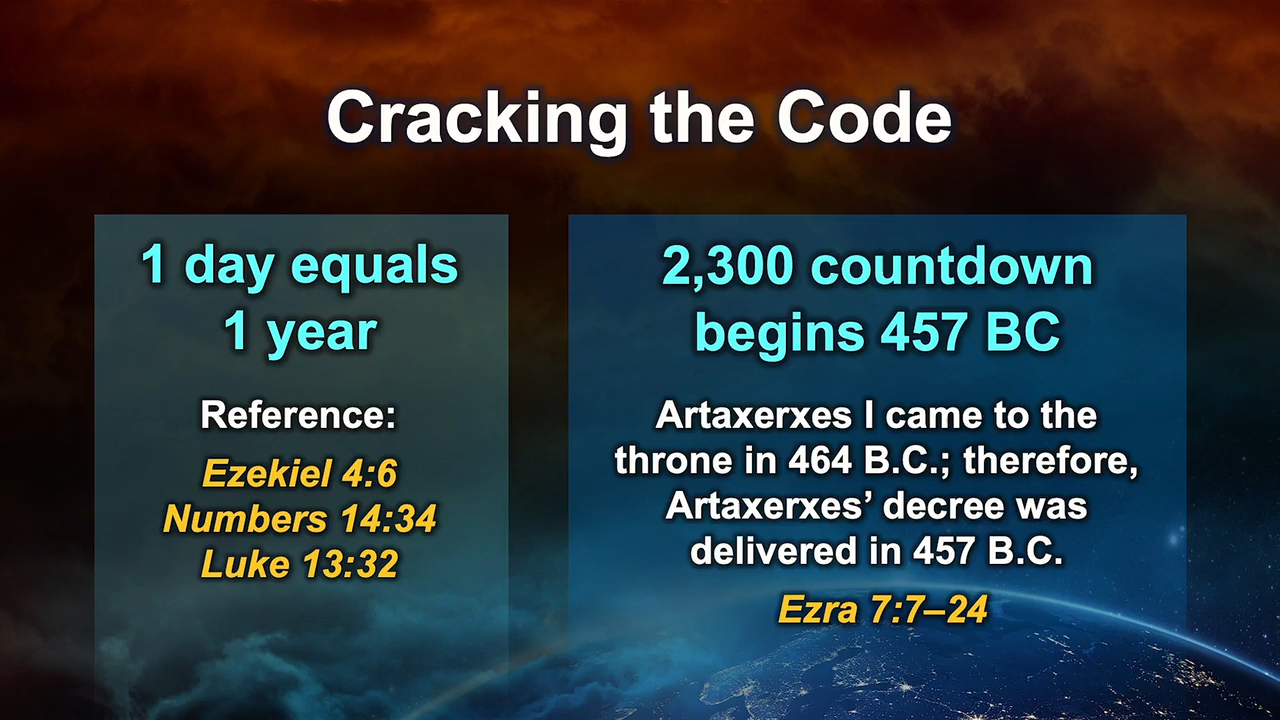 Cracking the Code
1 day equals
1 year
Reference:
Ezekiel 4:6
Numbers 14:34
Luke 13:32
2,300 countdown
begins 457 BC
Artaxerxes I came to the
throne in 464 B.C.; therefore,
Artaxerxes’ decree was
delivered in 457 B.C.
Ezra 7:7–24